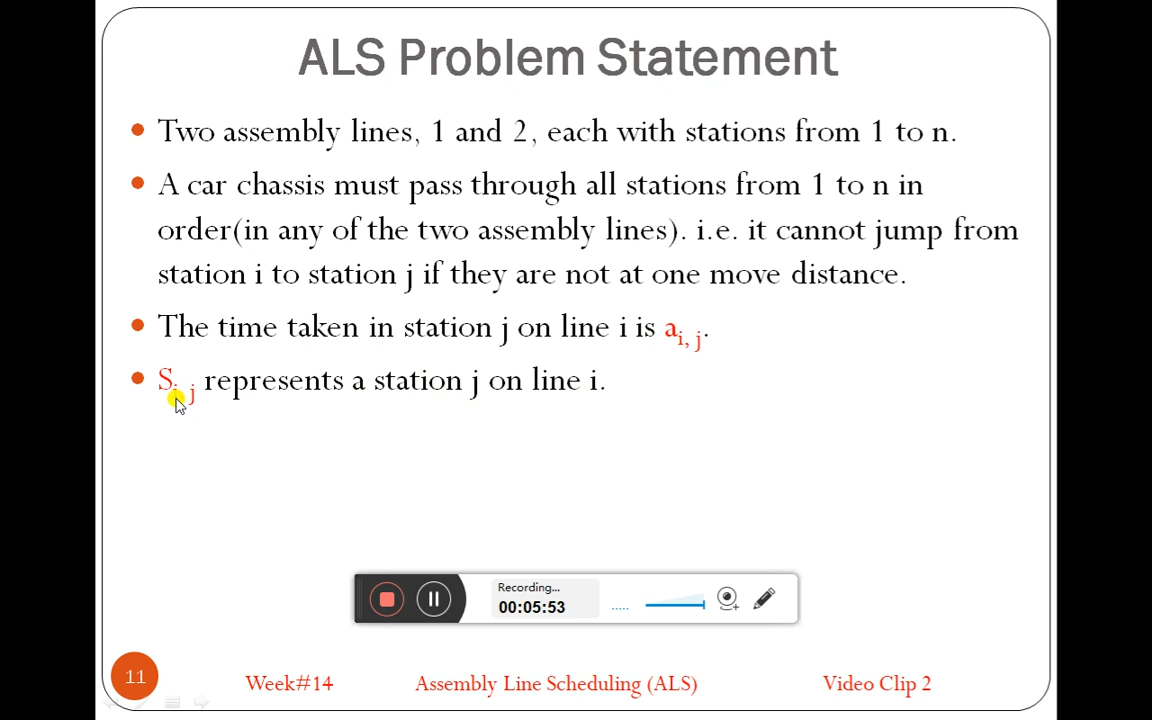 ALS Problem Statement
• Two assembly lines, 1 and 2, each with stations from 1 to n.
• A car chassis must pass through all stations from 1 to n in
order(in any of the two assembly lines). i.e. it cannot jump from
station i to station j if they are not at one move distance.
• The time taken in station j on line i is a i, j.
• S i, j represents a station j on line i.
Recording...
00:05:53
11
Week#14
Assembly Line Scheduling (ALS)
Video Clip 2